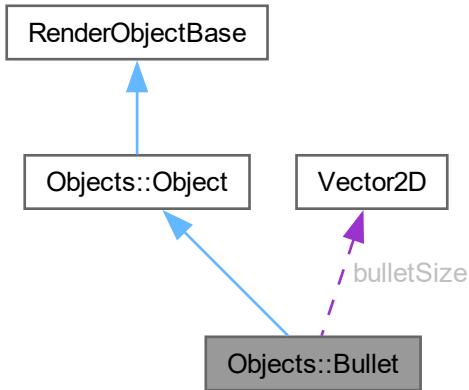 RenderObjectBase
Objects::Object
Vector2D
bulletSize
Objects::Bullet